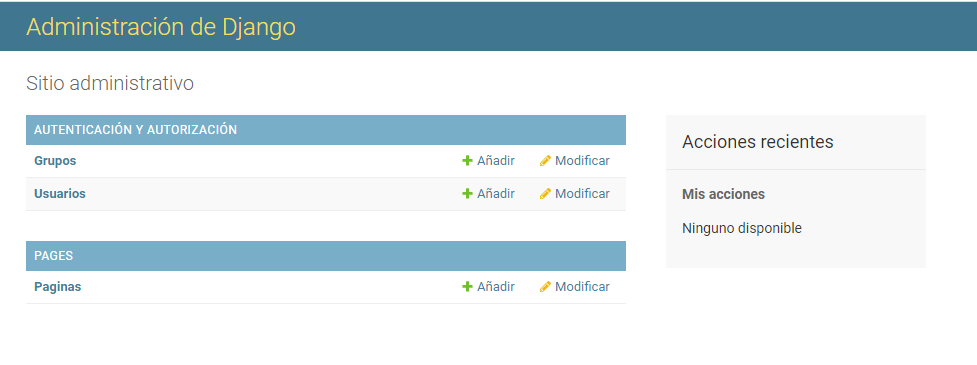 Administración de Django
Sitio administrativo
AUTENTICACIÓN Y AUTORIZACIÓN
Grupos Añadir Modificar
Usuarios Añadir Modificar
PAGES
Paginas Añadir Modificar
Acciones recientes
Mis acciones
Ninguno disponible